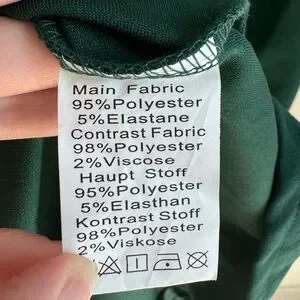 Main Fabric
95%Polyester
5%Elastane
Contrast Fabric
98%Polyester
2%Viscose
Haupt Stoff
95%Polyester
5%Elasthan
Kontrast Stoff
98%Polyester
2%Viskose